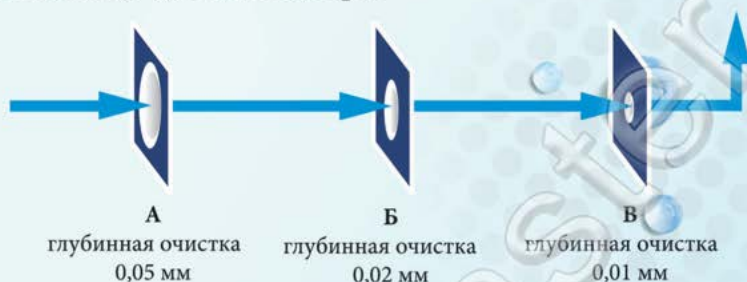 А
глубинная очистка
0,05 мм
Б
глубинная очистка
0,02 мм
В
глубинная очистка
0,01 мм